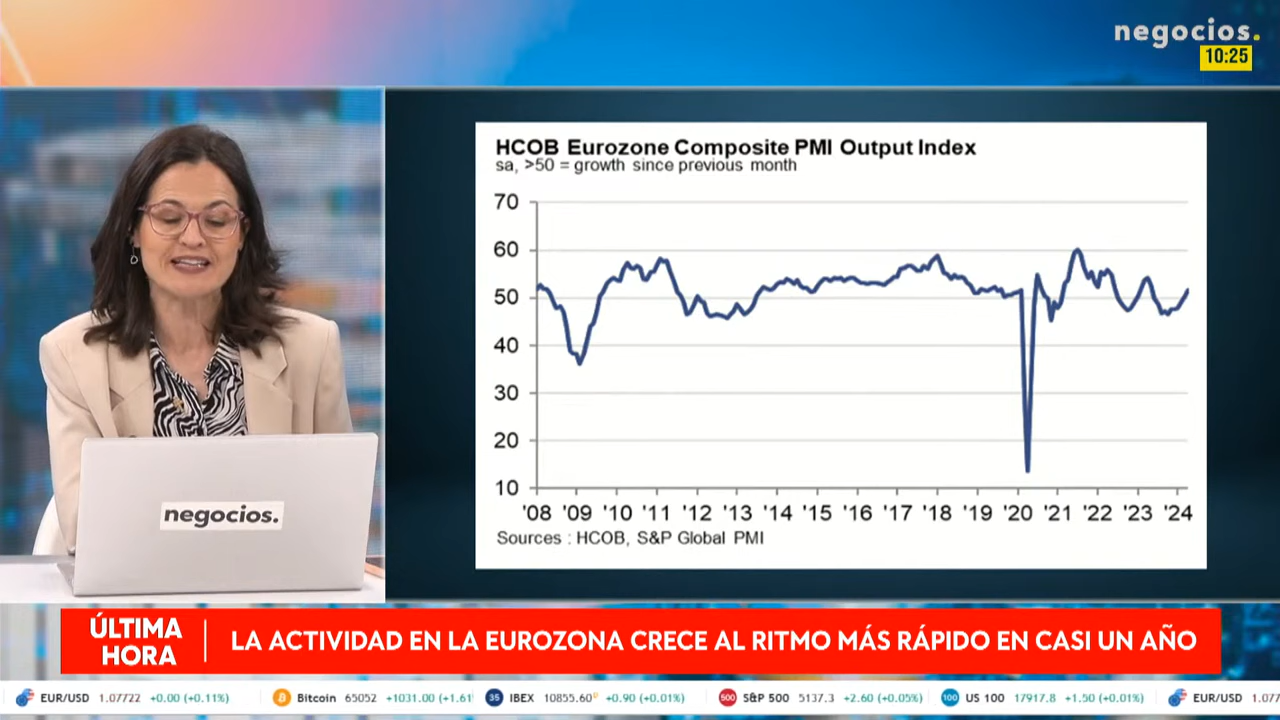 negocios.
10:25
HCOB Eurozone Composite PMI Output Index
sa, >50 = growth since previous month
70
60
50
40
30
20
10
'08 '09 '10 '11 '12 '13 '14 '15 '16 '17 '18 '19 '20 '21 '22 '23 '24
Sources : HCOB, S&P Global PMI
negocios.
ÚLTIMA
HORA
LA ACTIVIDAD EN LA EUROZONA CRECE AL RITMO MÁS RÁPIDO EN CASI UN AÑO
EUR/USD 1.07722 +0.00 (+0.11%) Bitcoin 65052 +1031.00 (+1.61 35 IBEX 10855.60 +0.90 (+0.01%) 500 S&P 500 5137.3 +2.60 (+0.05%) 100 US 100 17917.8 +1.50 (+0.01%) EUR/USD 1.077